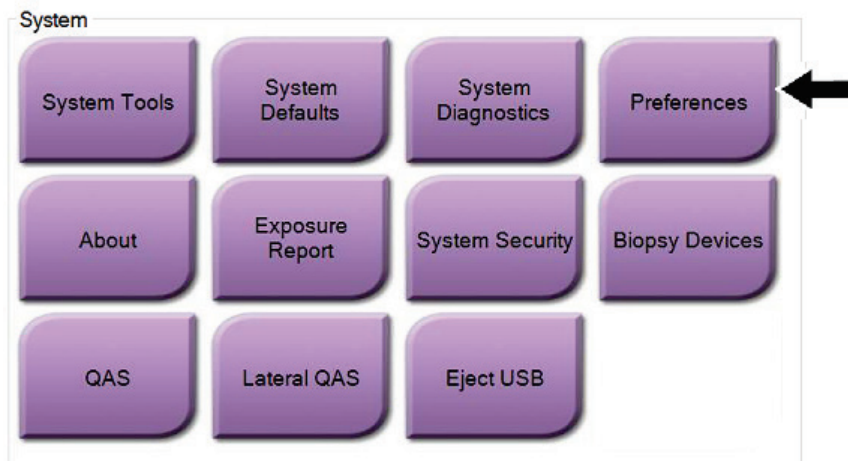 System
System Tools
System
Defaults
System
Diagnostics
Preferences
About
Exposure
Report
System Security
Biopsy Devices
QAS
Lateral QAS
Eject USB